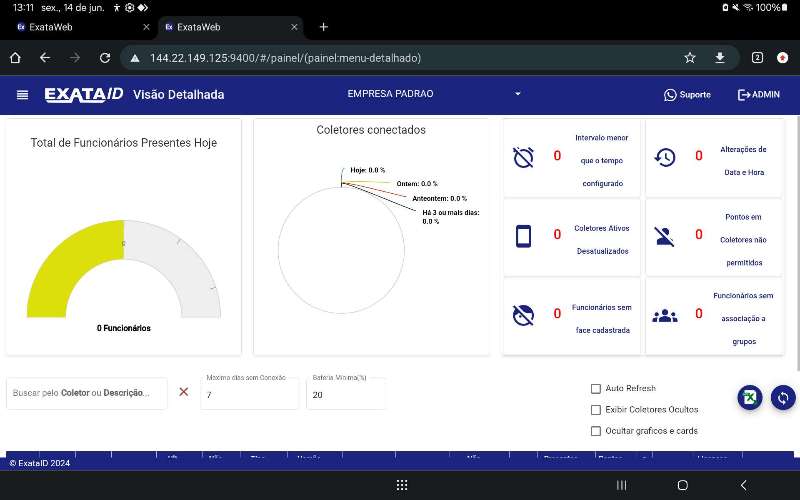 13:11 sex., 14 de jun.
100%
ExataWeb
ExataWeb
144.22.149.125:9400/#/painel/(painel:menu-detalhado)
2
EXATAID Visão Detalhada
EMPRESA PADRAO
Suporte
ADMIN
Total de Funcionários Presentes Hoje
0
0 Funcionários
Coletores conectados
Hoje: 0.0 %
Ontem: 0.0 %
Anteontem: 0.0 %
Há 3 ou mais dias:
0.0 %
0
Intervelo menor
que o tempo
configurado
0
Alterações de
Data e Hora
0
Coletores Ativos
Desatualizados
0
Pontos em
Coletores não
permitidos
0
Funcionários sem
face cadastrada
0
Funcionários sem
associação a
grupos
Buscar pelo Coletor ou Descrição...
Máximo dias sem Conexão
7
Bateria Mínima(%)
20
Auto Refresh
Exibir Coletores Ocultos
Ocultar graficos e cards
© ExataID 2024